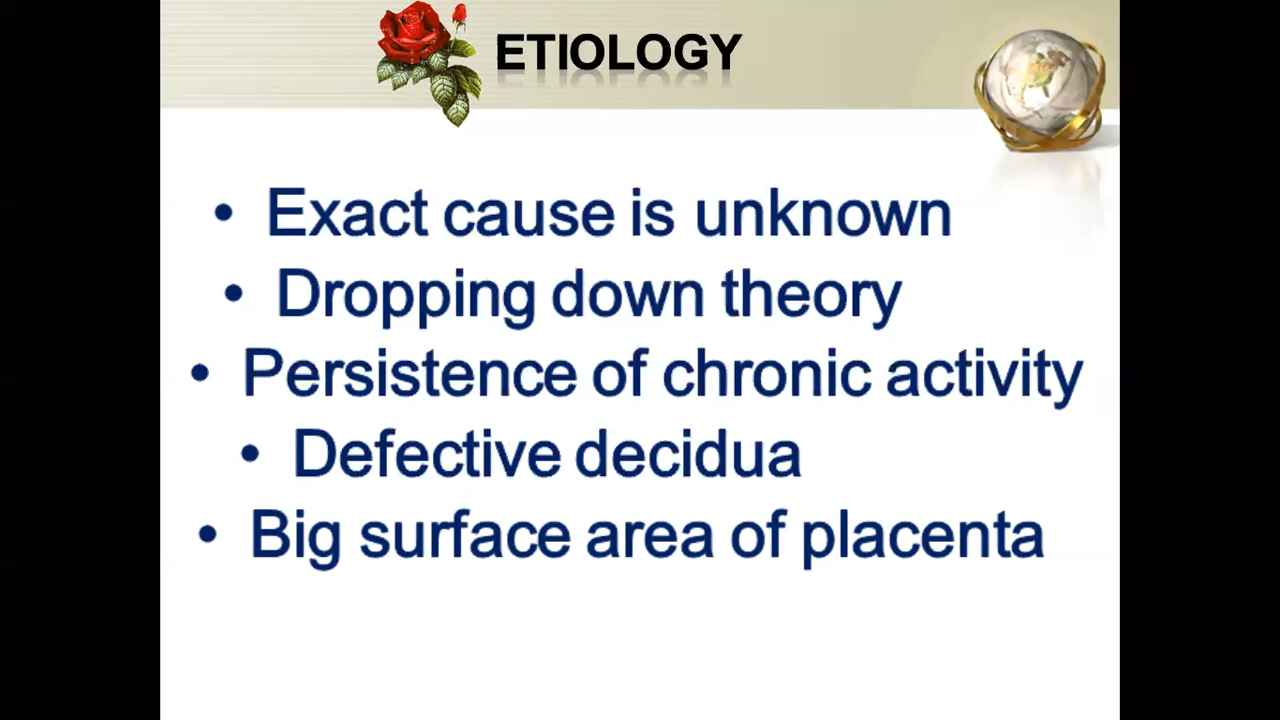 ETIOLOGY
• Exact cause is unknown
• Dropping down theory
• Persistence of chronic activity
• Defective decidua
• Big surface area of placenta